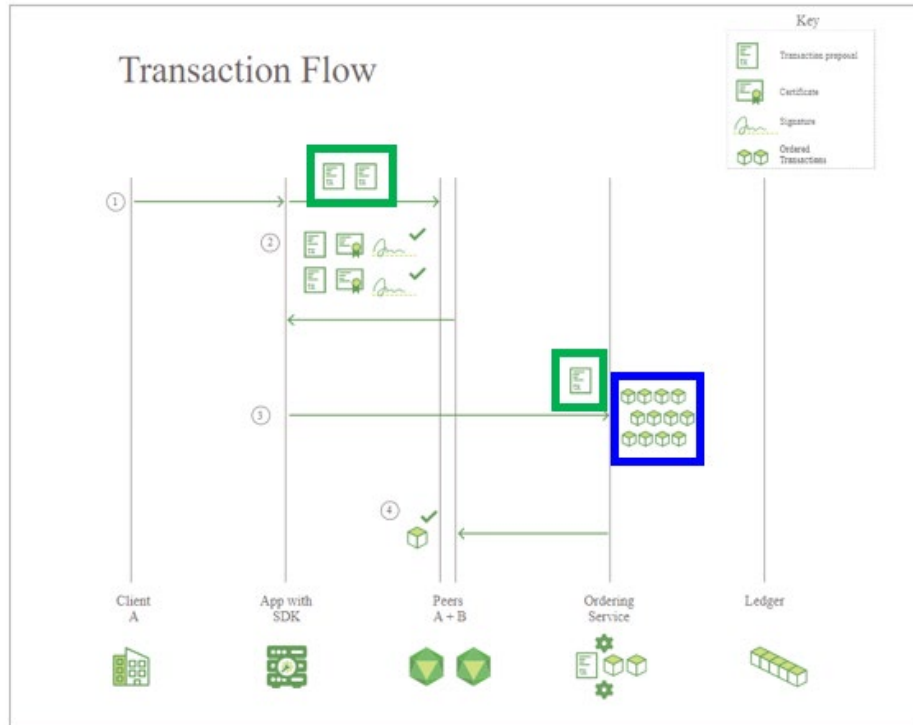 Key
Transaction proposal
Certificate
Signature
Ordered
Transactions
Transaction Flow
1
2
3
4
Client
A
App with
SDK
Peers
A + B
Ordering
Service
Ledger